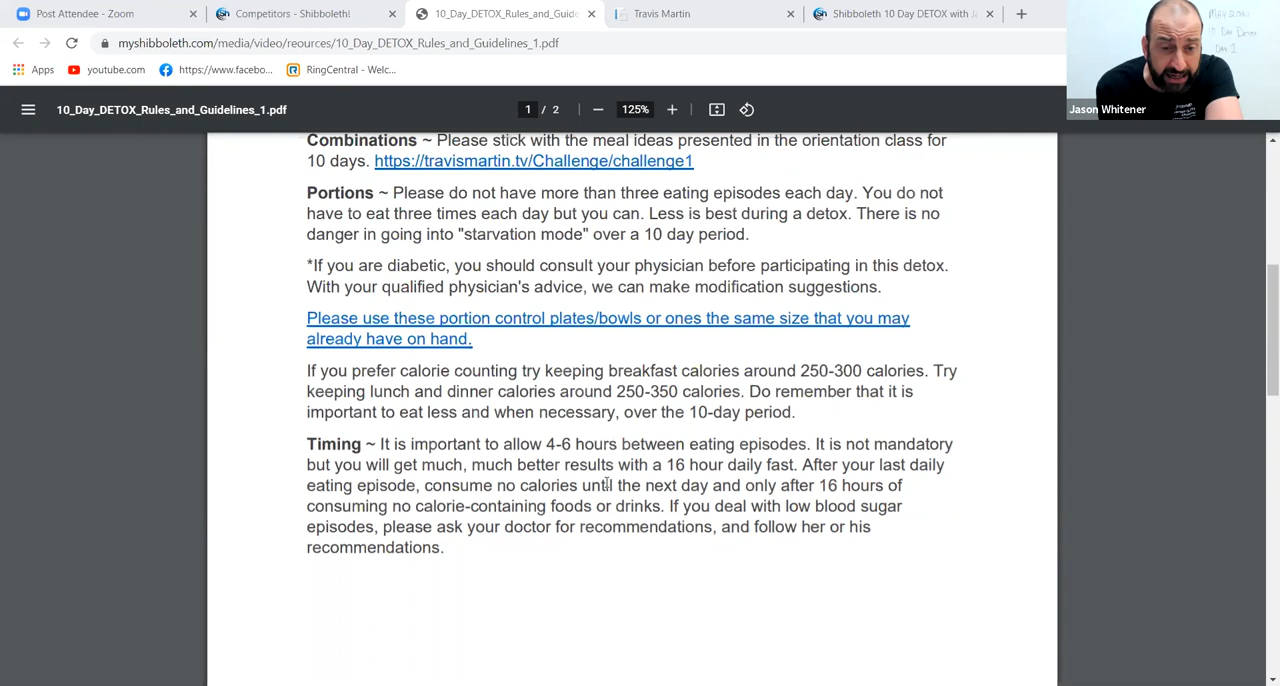 Post Attendee - Zoom
Competitors - Shibboleth!
10_Day_DETOX_Rules_and_Guide
Travis Martin
Shibboleth 10 Day DETOX with Je
myshibboleth.com/media/video/reources/10_Day_DETOX_Rules_and_Guidelines_1.pdf
Apps
youtube.com
https://www.facebo...
RingCentral - Welc...
MAY 2021
10 Day Detox
DAY 1
Jason Whitener
10_Day_DETOX_Rules_and_Guidelines_1.pdf
1 / 2
125%
Combinations ~ Please stick with the meal ideas presented in the orientation class for
10 days. https://travismartin.tv/Challenge/challenge1
Portions ~ Please do not have more than three eating episodes each day. You do not
have to eat three times each day but you can. Less is best during a detox. There is no
danger in going into "starvation mode" over a 10 day period.
*If you are diabetic, you should consult your physician before participating in this detox.
With your qualified physician's advice, we can make modification suggestions.
Please use these portion control plates/bowls or ones the same size that you may
already have on hand.
If you prefer calorie counting try keeping breakfast calories around 250-300 calories. Try
keeping lunch and dinner calories around 250-350 calories. Do remember that it is
important to eat less and when necessary, over the 10-day period.
Timing ~ It is important to allow 4-6 hours between eating episodes. It is not mandatory
but you will get much, much better results with a 16 hour daily fast. After your last daily
eating episode, consume no calories until the next day and only after 16 hours of
consuming no calorie-containing foods or drinks. If you deal with low blood sugar
episodes, please ask your doctor for recommendations, and follow her or his
recommendations.